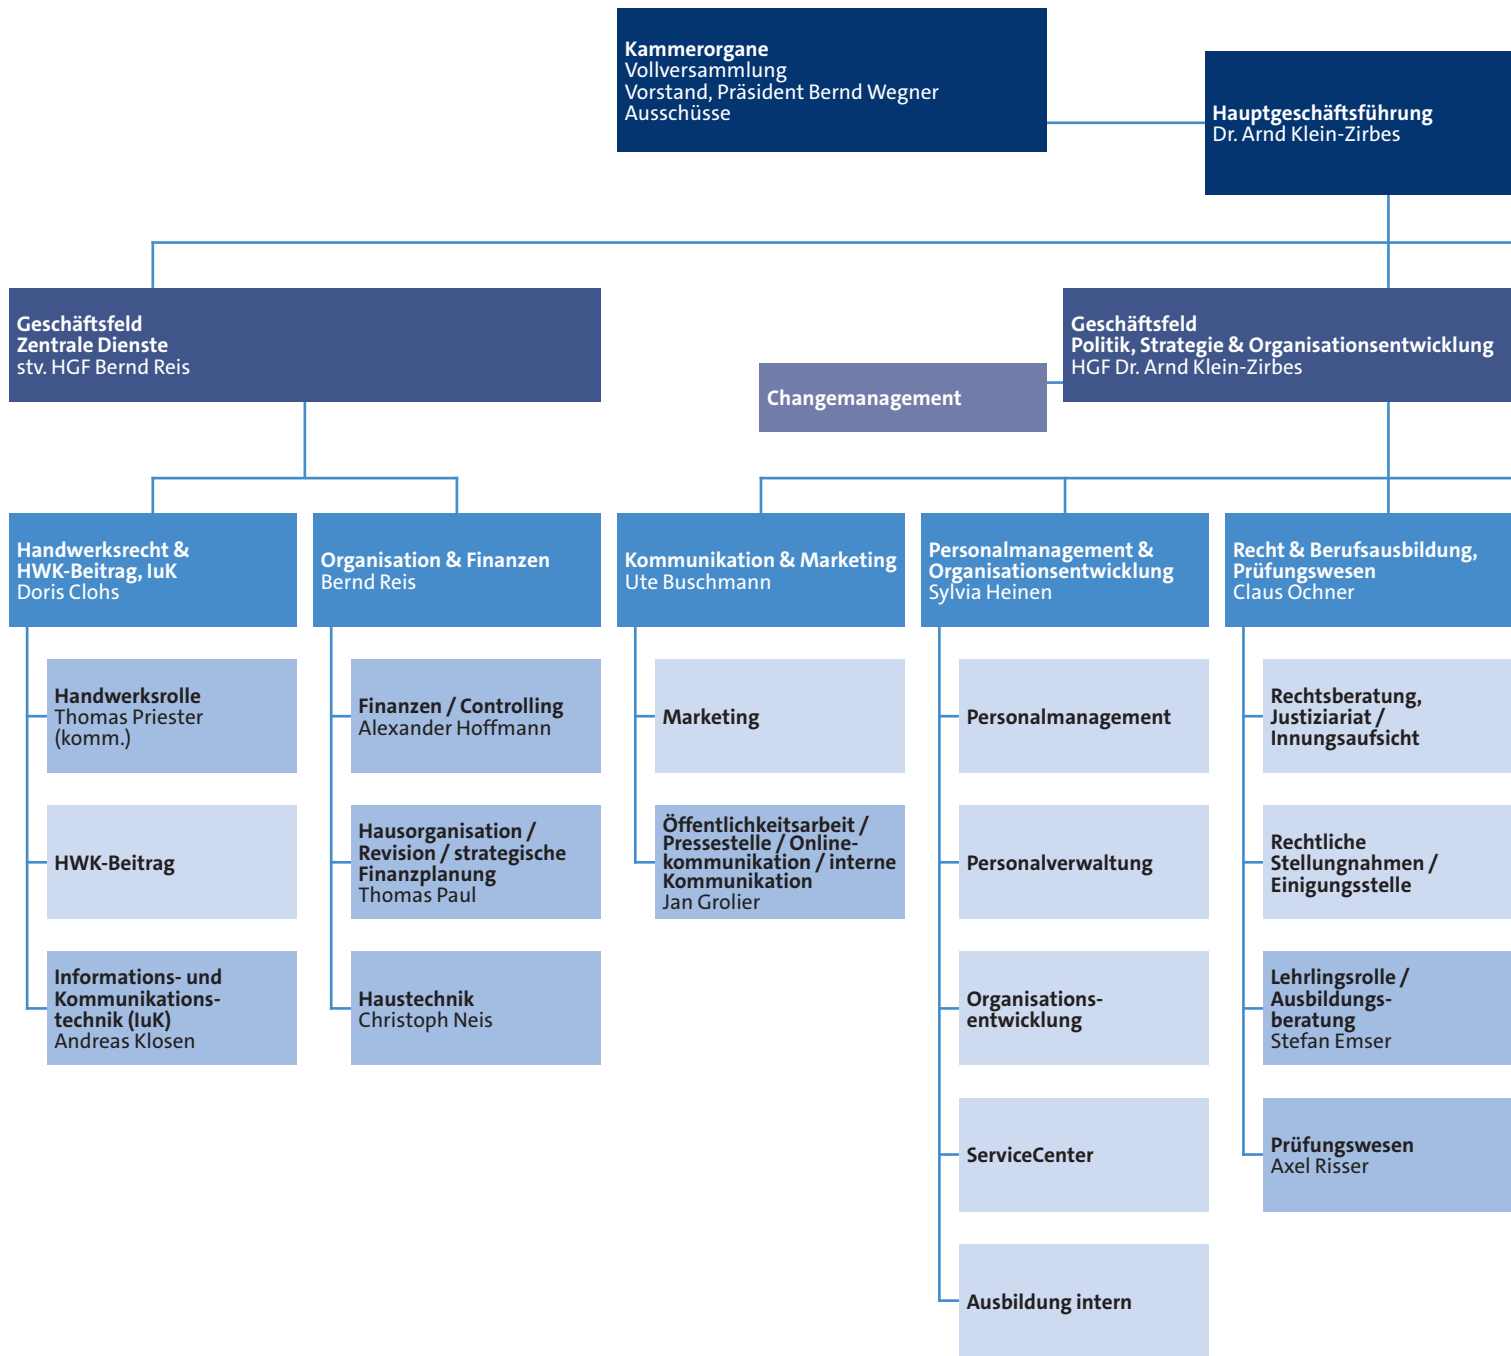 Kammerorgane
Vollversammlung
Vorstand, Präsident Bernd Wegner
Ausschüsse
Hauptgeschäftsführung
Dr. Arnd Klein-Zirbes
Geschäftsfeld
Zentrale Dienste
stv. HGF Bernd Reis
Changemanagement
Geschäftsfeld
Politik, Strategie & Organisationsentwicklung
HGF Dr. Arnd Klein-Zirbes
Handwerksrecht &
HWK-Beitrag, IuK
Doris Clohs
Organisation & Finanzen
Bernd Reis
Kommunikation & Marketing
Ute Buschmann
Personalmanagement &
Organisationsentwicklung
Sylvia Heinen
Recht & Berufsausbildung,
Prüfungswesen
Claus Ochner
Handwerksrolle
Thomas Priester
(komm.)
HWK-Beitrag
Informations- und
Kommunikations-
technik (IuK)
Andreas Klosen
Finanzen / Controlling
Alexander Hoffmann
Hausorganisation /
Revision / strategische
Finanzplanung
Thomas Paul
Haustechnik
Christoph Neis
Marketing
Öffentlichkeitsarbeit /
Pressestelle / Online-
kommunikation / interne
Kommunikation
Jan Grolier
Personalmanagement
Personalverwaltung
Organisations-
entwicklung
ServiceCenter
Ausbildung intern
Rechtsberatung,
Justiziariat /
Innungsaufsicht
Rechtliche
Stellungnahmen /
Einigungsstelle
Lehrlingsrolle /
Ausbildungs-
beratung
Stefan Emser
Prüfungswesen
Axel Risser